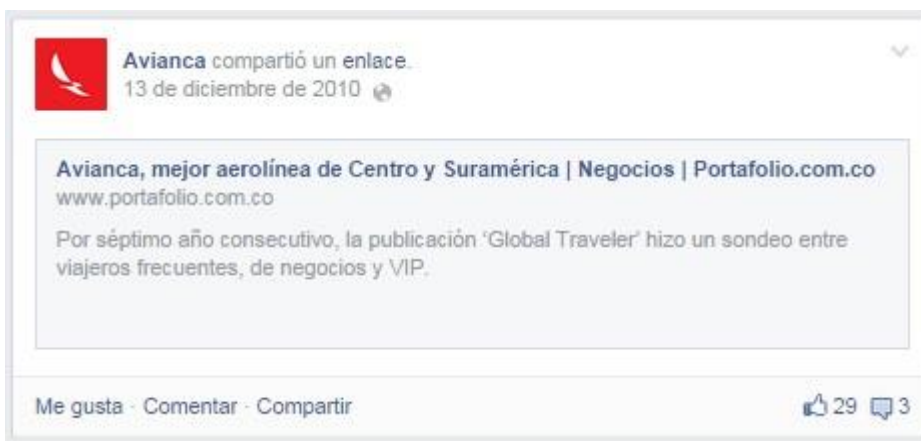 Avianca compartió un enlace.
13 de diciembre de 2010
Avianca, mejor aerolínea de Centro y Suramérica | Negocios | Portafolio.com.co
www.portafolio.com.co
Por séptimo año consecutivo, la publicación 'Global Traveler' hizo un sondeo entre
viajeros frecuentes, de negocios y VIP.
Me gusta · Comentar · Compartir 29 3